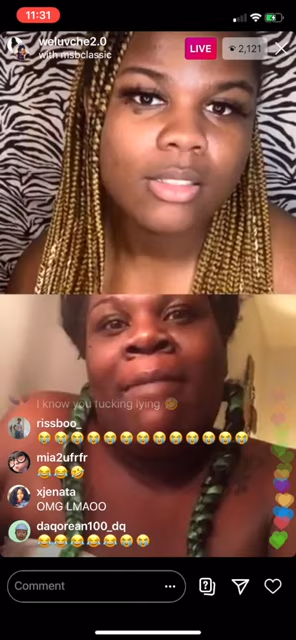 11:31
weluvche2.0
with msbclassic
LIVE
2,121
I know you fucking lying 🤣
rissboo_
😭😭😭😭😭😭😭😭😭😭😭😭😭
mia2ufrfr
😂😂🤣
xjenata
OMG LMAOO
daqorean100_dq
😂😂😂😂😂😭😭
Comment